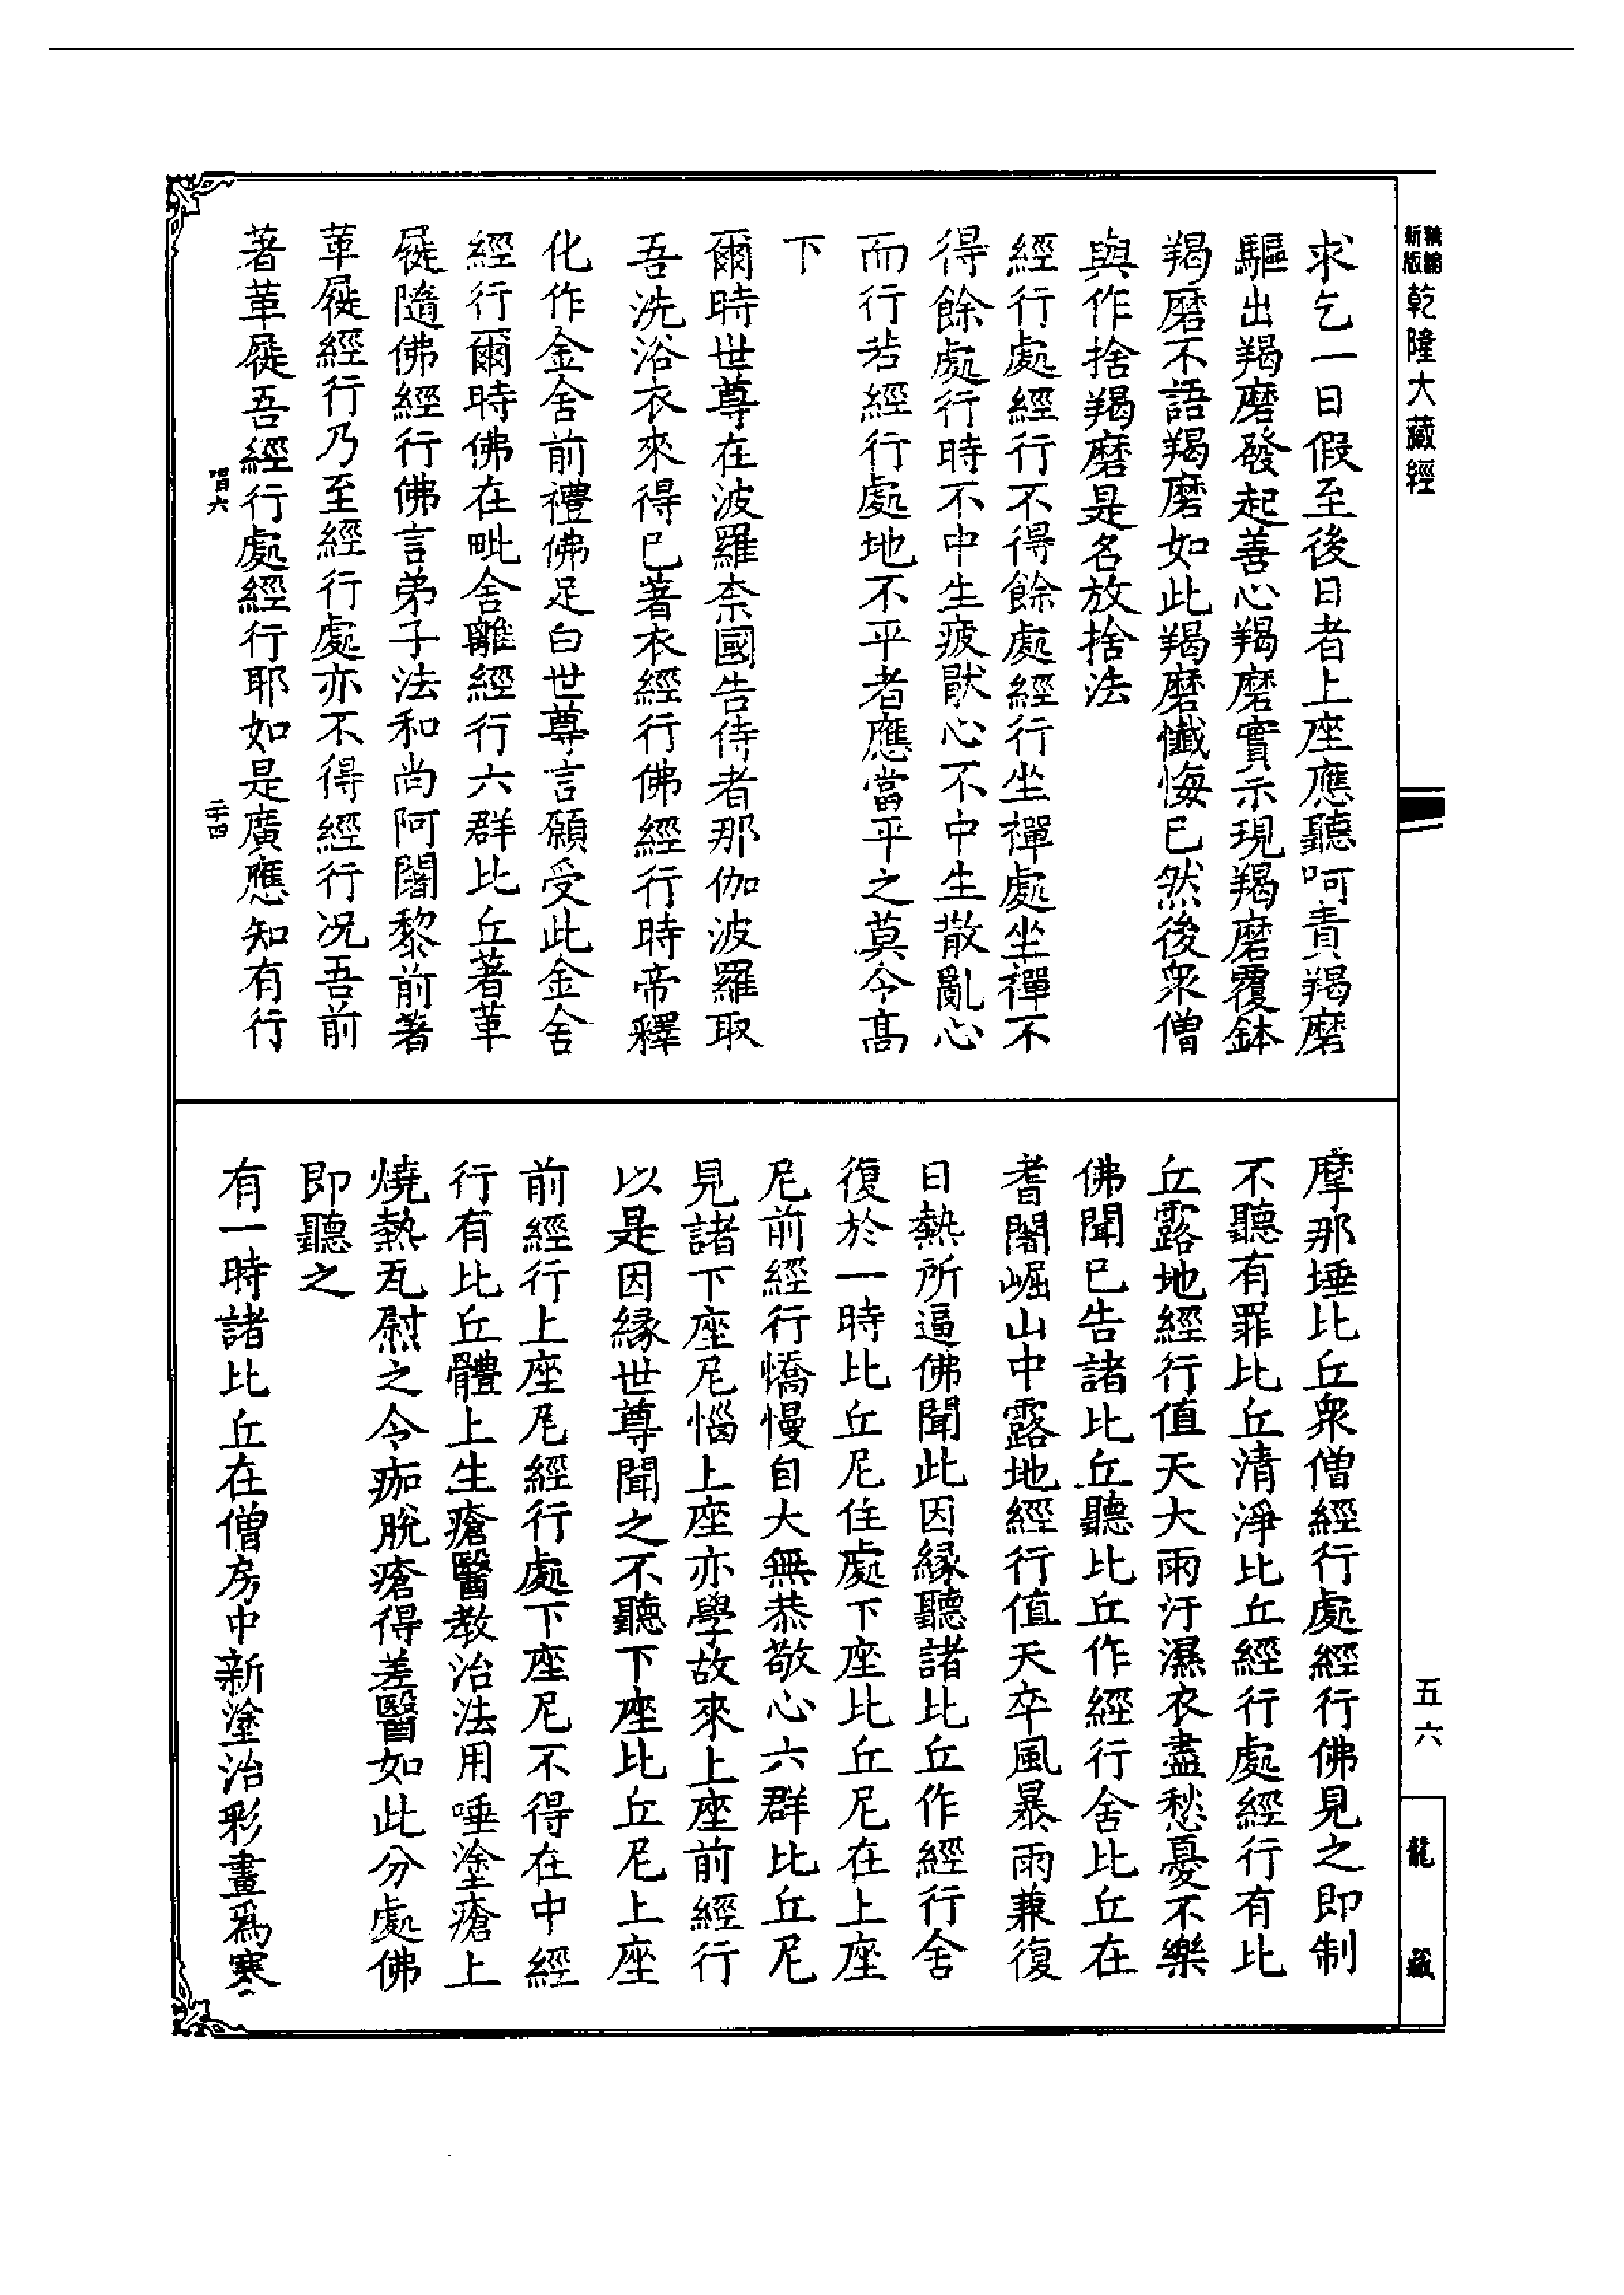 新版
精縮
乾隆大藏經
求乞一日假至後日者上座應聽呵責羯磨
驅出羯磨發起善心羯磨實示現羯磨覆鉢
羯磨不語羯磨如此羯磨懺悔已然後衆僧
與作捨羯磨是名放捨法
經行處經行不得餘處經行坐禪處坐禪不
得餘處行時不中生疲猒心不中生散亂心
而行若經行處地不平者應當平之莫令高
下
爾時世尊在波羅柰國告侍者那伽波羅取
吾洗浴衣來得已著衣經行佛經行時帝釋
化作金舍前禮佛足白世尊言願受此金舍
經行爾時佛在毗舍離經行六群比丘著革
屣隨佛經行佛言弟子法和尚阿闍黎前著
革屣經行乃至經行處亦不得經行况吾前
著革屣吾經行處經行耶如是廣應知有行
二十四
摩那埵比丘衆僧經行處經行佛見之即制
不聽有罪比丘清淨比丘經行處經行有比
丘露地經行值天大雨汙濕衣盡愁憂不樂
佛聞已告諸比丘聽比丘作經行舍比丘在
耆闍崛山中露地經行值天卒風暴雨兼復
日熱所逼佛聞此因緣聽諸比丘作經行舍
復於一時比丘尼住處下座比丘尼在上座
尼前經行憍慢自大無恭敬心六群比丘尼
見諸下座尼惱上座亦學故來上座前經行
以是因緣世尊聞之不聽下座比丘尼上座
前經行上座尼經行處下座尼不得在中經
行有比丘體上生瘡醫教治法用唾塗瘡上
燒熱瓦慰之令痂脫瘡得差醫如此分處佛
即聽之
有一時諸比丘在僧房中新塗治彩畫爲寒
五六
龍藏